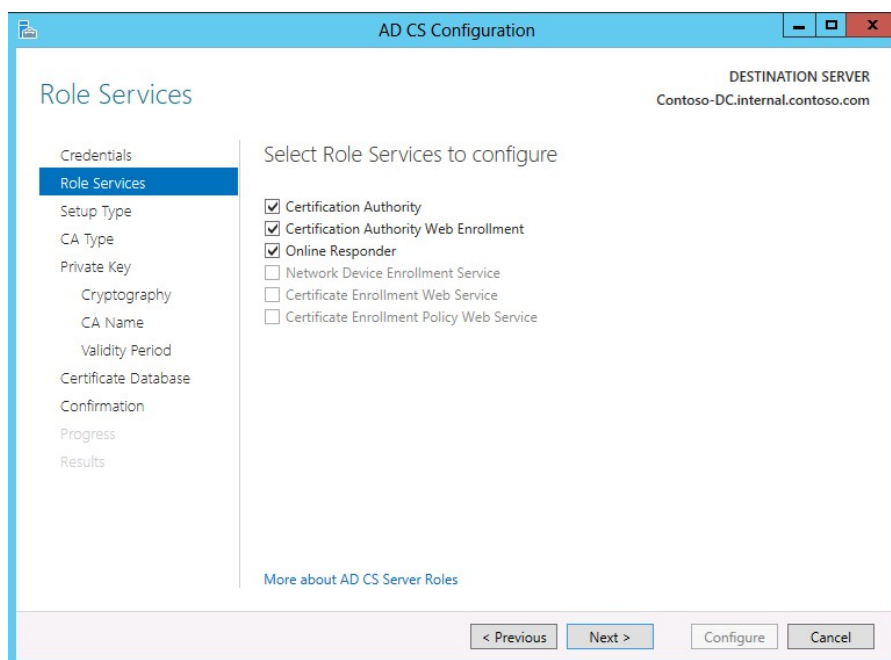 AD CS Configuration
Role Services
DESTINATION SERVER
Contoso-DC.internal.contoso.com
Credentials
Role Services
Setup Type
CA Type
Private Key
Cryptography
CA Name
Validity Period
Certificate Database
Confirmation
Progress
Results
Select Role Services to configure
Certification Authority
Certification Authority Web Enrollment
Online Responder
Network Device Enrollment Service
Certificate Enrollment Web Service
Certificate Enrollment Policy Web Service
More about AD CS Server Roles
< Previous
Next >
Configure
Cancel